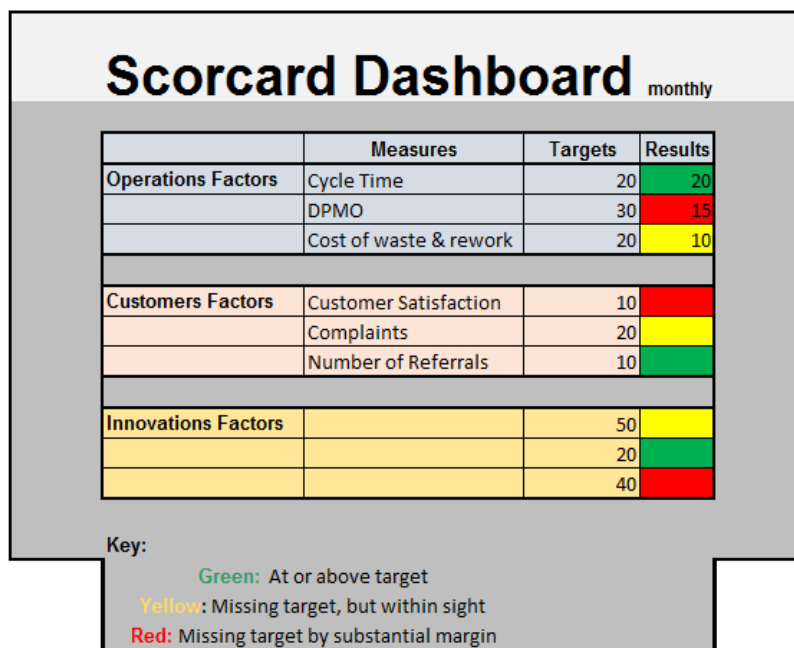 Scorcard Dashboard monthly
Measures Targets Results
Operations Factors Cycle Time 20 20
DPMO 30 15
Cost of waste & rework 20 10
Customers Factors Customer Satisfaction 10
Complaints 20
Number of Referrals 10
Innovations Factors 50
20
40
Key:
Green: At or above target
Yellow: Missing target, but within sight
Red: Missing target by substantial margin